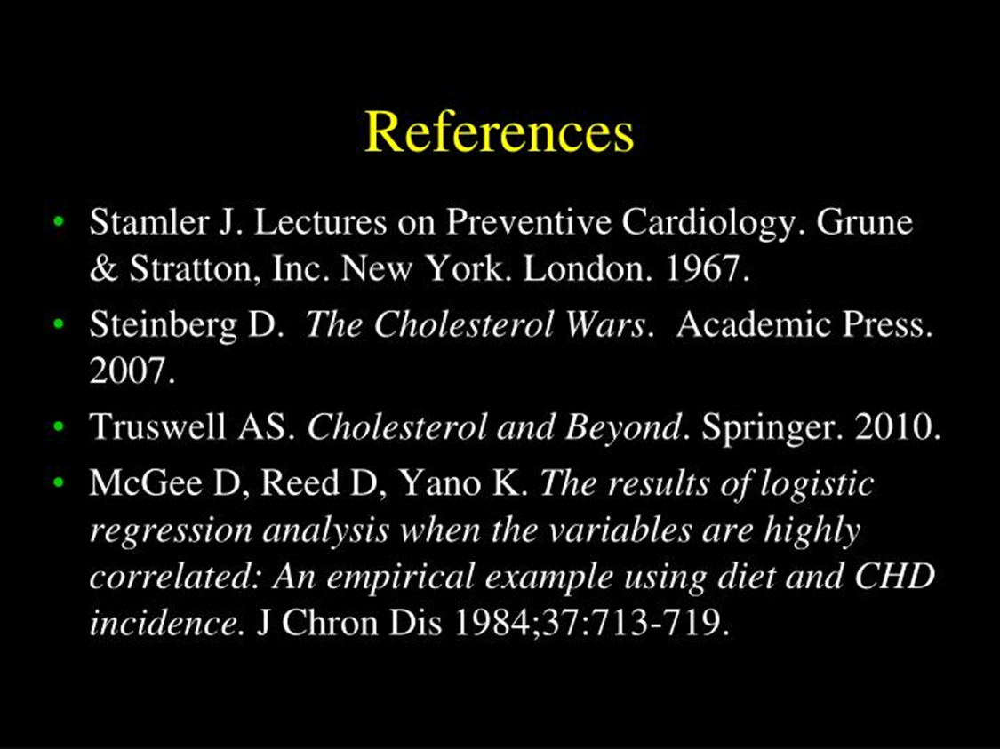 References
• Stamler J. Lectures on Preventive Cardiology. Grune
& Stratton, Inc. New York. London. 1967.
• Steinberg D. The Cholesterol Wars. Academic Press.
2007.
• Truswell AS. Cholesterol and Beyond. Springer. 2010.
• McGee D, Reed D, Yano K. The results of logistic
regression analysis when the variables are highly
correlated: An empirical example using diet and CHD
incidence. J Chron Dis 1984;37:713-719.